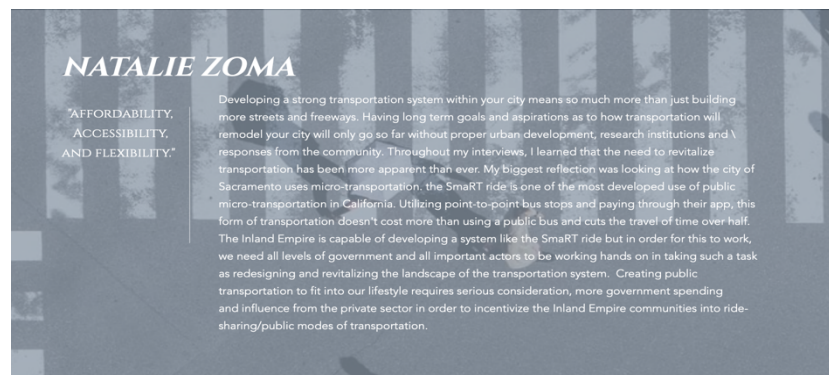 NATALIE ZOMA
"AFFORDABILITY,
ACCESSIBILITY,
AND FLEXIBILITY."
Developing a strong transportation system within your city means so much more than just building
more streets and freeways. Having long term goals and aspirations as to how transportation will
remodel your city will only go so far without proper urban development, research institutions and \
responses from the community. Throughout my interviews, I learned that the need to revitalize
transportation has been more apparent than ever. My biggest reflection was looking at how the city of
Sacramento uses micro-transportation. the SmaRT ride is one of the most developed use of public
micro-transportation in California. Utilizing point-to-point bus stops and paying through their app, this
form of transportation doesn't cost more than using a public bus and cuts the travel of time over half.
The Inland Empire is capable of developing a system like the SmaRT ride but in order for this to work,
we need all levels of government and all important actors to be working hands on in taking such a task
as redesigning and revitalizing the landscape of the transportation system.  Creating public
transportation to fit into our lifestyle requires serious consideration, more government spending
and influence from the private sector in order to incentivize the Inland Empire communities into ride-
sharing/public modes of transportation.